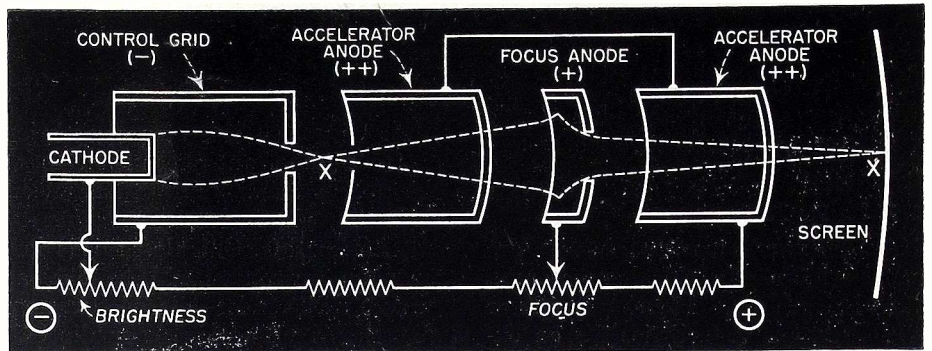 CONTROL GRID
(-)
ACCELERATOR
ANODE
(++)
FOCUS ANODE
(+)
ACCELERATOR
ANODE
(++)
CATHODE
X
X
SCREEN
-
BRIGHTNESS
FOCUS
+